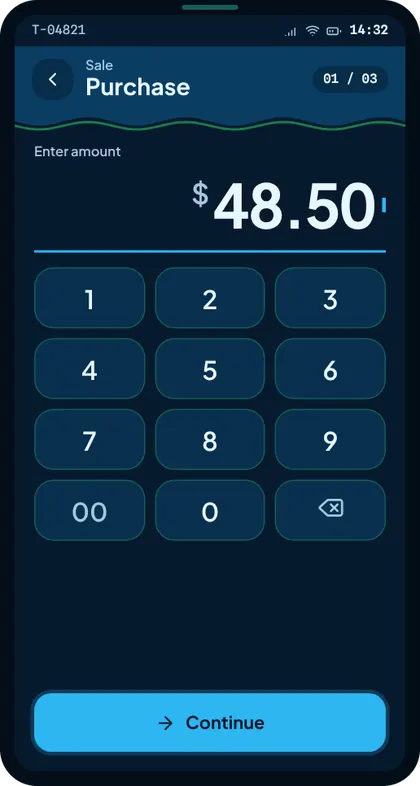 T-04821 14:32
Sale
Purchase
01 / 03
Enter amount
$48.50
1 2 3
4 5 6
7 8 9
00 0
Continue